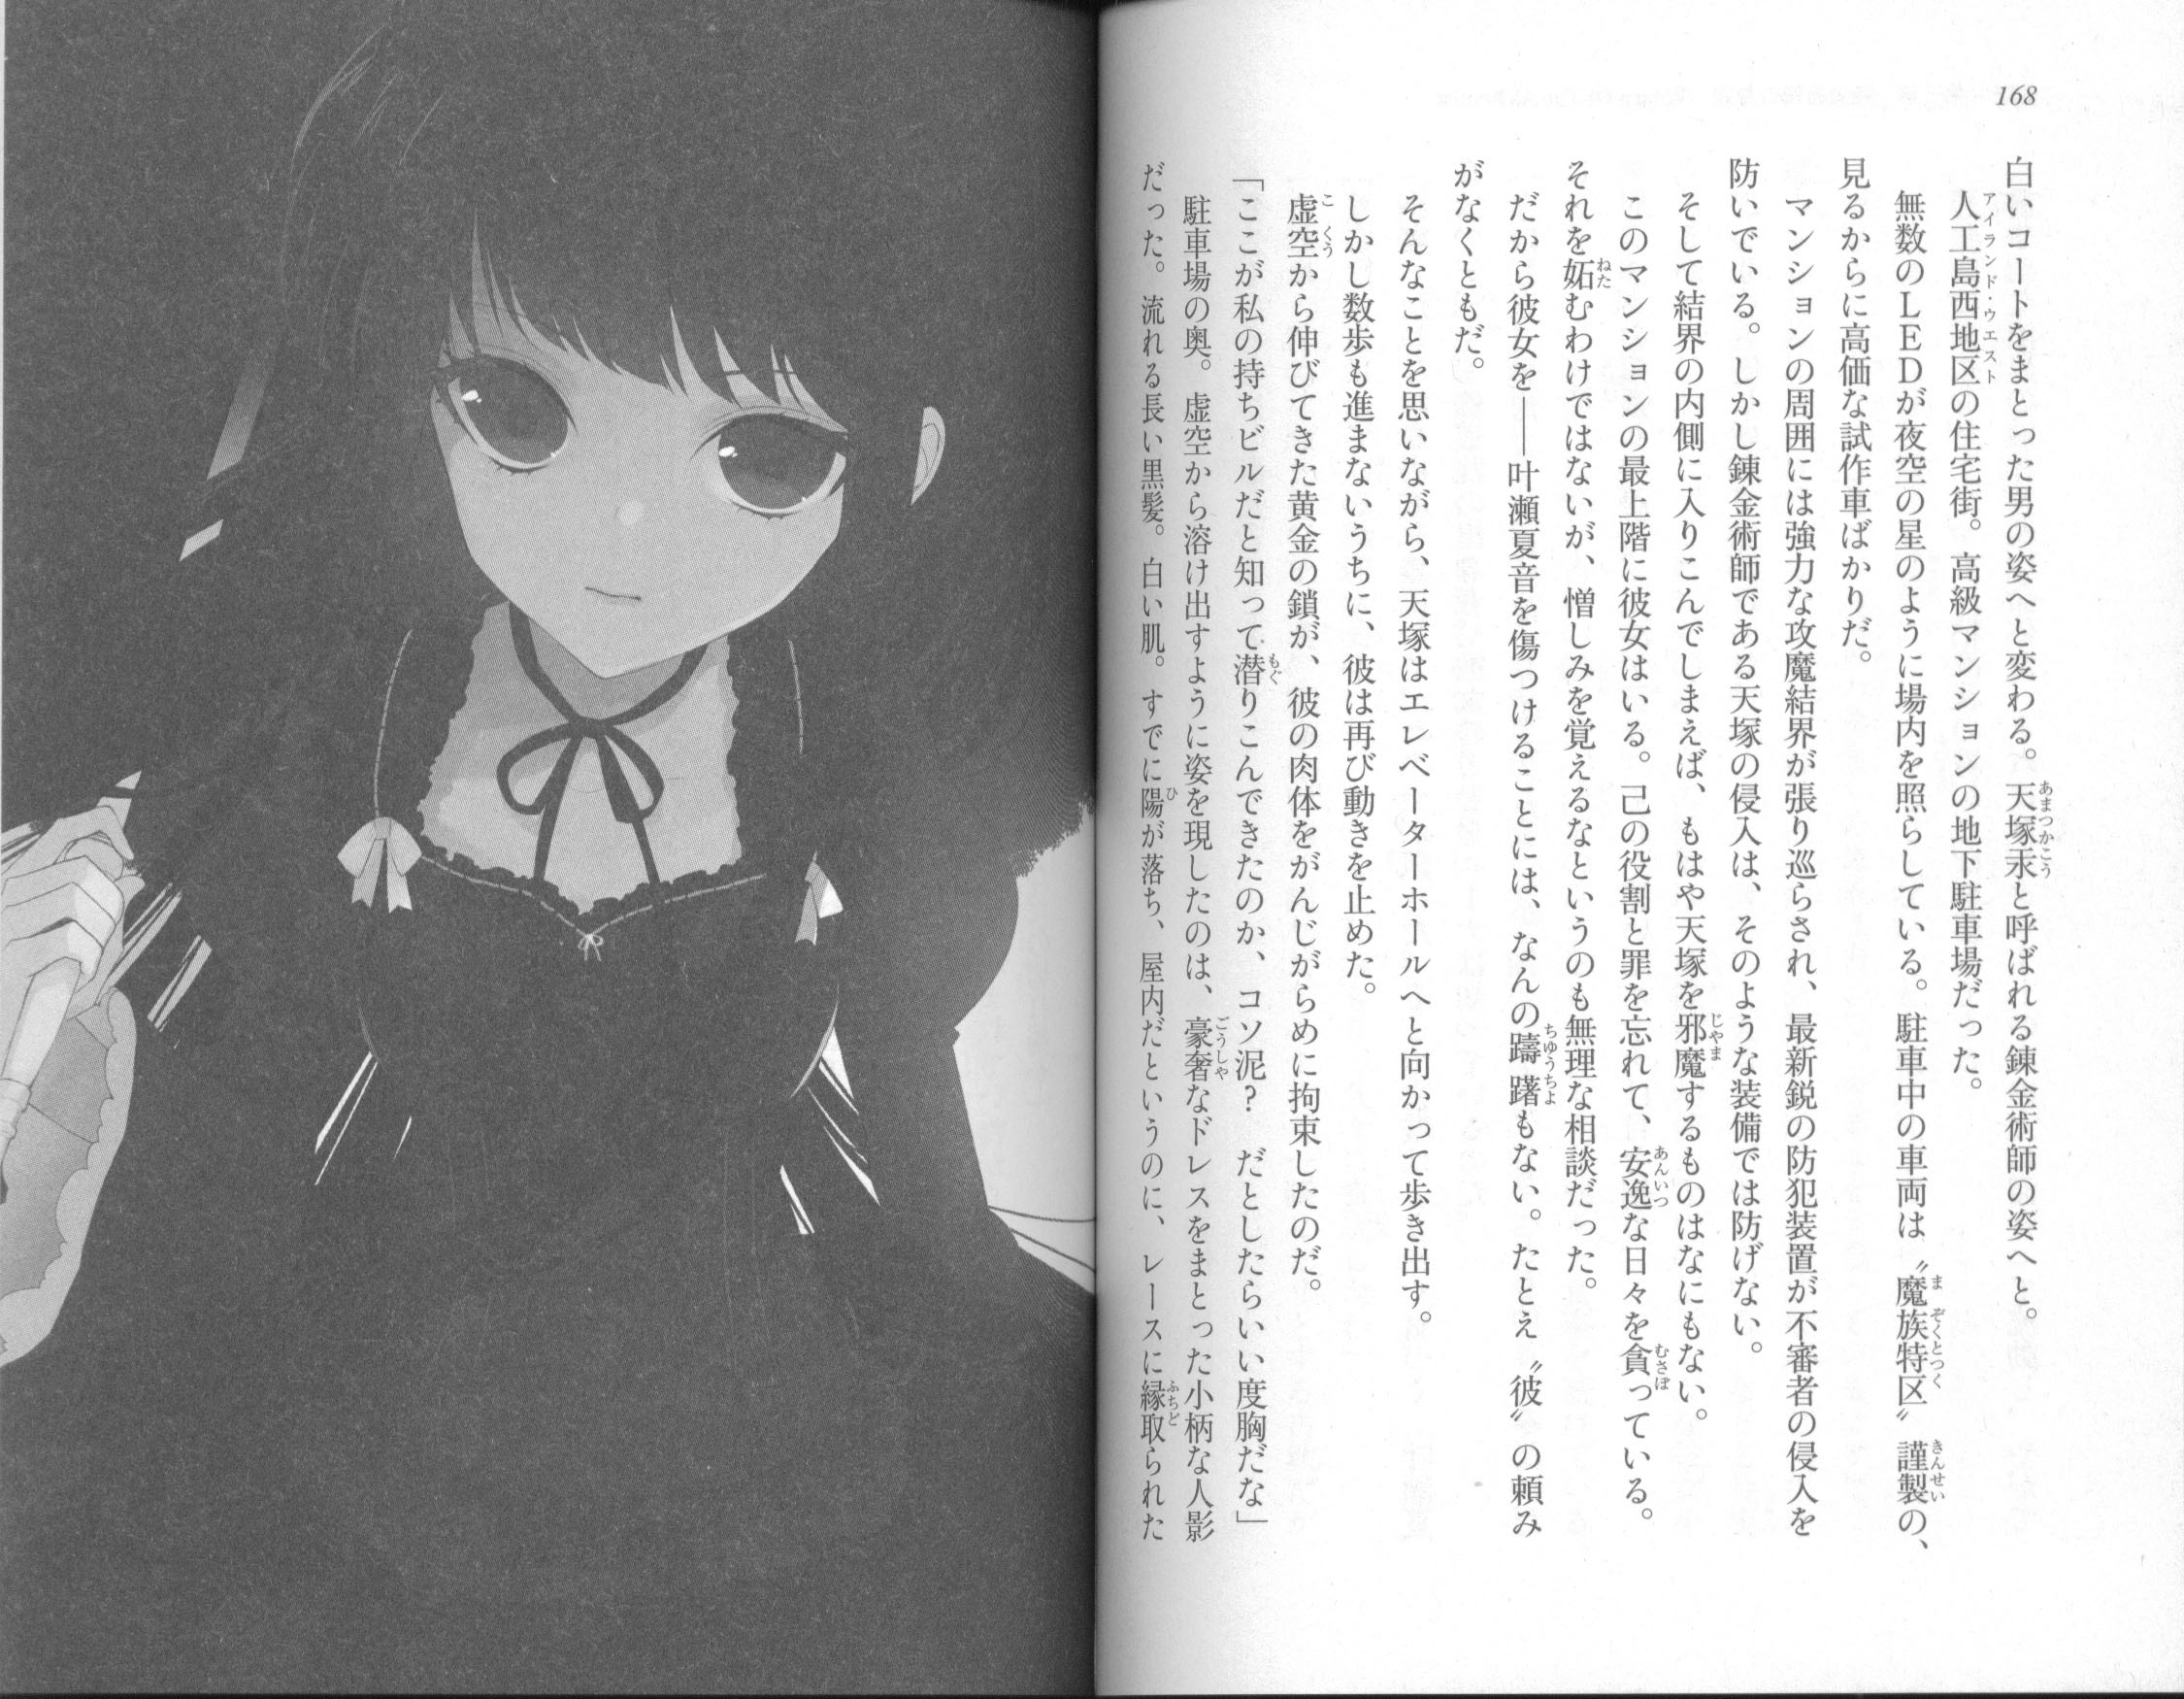 168
白いコートをまとった男の姿へと変わる。天塚汞と呼ばれる錬金術師の姿へと。
人工島西地区の住宅街。高級マンションの地下駐車場だった。
無数のＬＥＤが夜空の星のように場内を照らしている。駐車中の車両は〝魔族特区〟謹製の、
見るからに高価な試作車ばかりだ。
マンションの周囲には強力な攻魔結界が張り巡らされ、最新鋭の防犯装置が不審者の侵入を
防いでいる。しかし錬金術師である天塚の侵入は、そのような装備では防げない。
そして結界の内側に入りこんでしまえば、もはや天塚を邪魔するものはなにもない。
このマンションの最上階に彼女はいる。己の役割と罪を忘れて、安逸な日々を貪っている。
それを妬むわけではないが、憎しみを覚えるなというのも無理な相談だった。
だから彼女を――叶瀬夏音を傷つけることには、なんの躊躇もない。たとえ〝彼〟の頼み
がなくともだ。
そんなことを思いながら、天塚はエレベーターホールへと向かって歩き出す。
しかし数歩も進まないうちに、彼は再び動きを止めた。
虚空から伸びてきた黄金の鎖が、彼の肉体をがんじがらめに拘束したのだ。
「ここが私の持ちビルだと知って潜りこんできたのか、コソ泥？　だとしたらいい度胸だな」
駐車場の奥。虚空から溶け出すように姿を現したのは、豪奢なドレスをまとった小柄な人影
だった。流れる長い黒髪。白い肌。すでに陽が落ち、屋内だというのに、レースに縁取られた